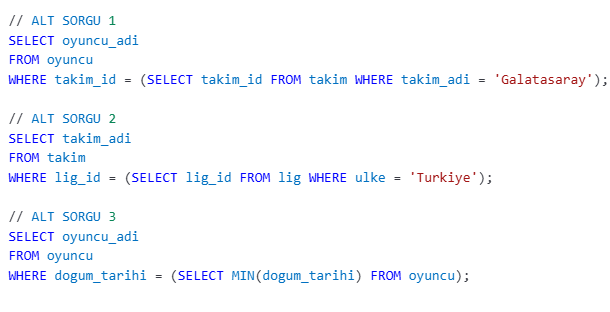 // ALT SORGU 1
SELECT oyuncu_adi
FROM oyuncu
WHERE takim_id = (SELECT takim_id FROM takim WHERE takim_adi = 'Galatasaray');
// ALT SORGU 2
SELECT takim_adi
FROM takim
WHERE lig_id = (SELECT lig_id FROM lig WHERE ulke = 'Turkiye');
// ALT SORGU 3
SELECT oyuncu_adi
FROM oyuncu
WHERE dogum_tarihi = (SELECT MIN(dogum_tarihi) FROM oyuncu);